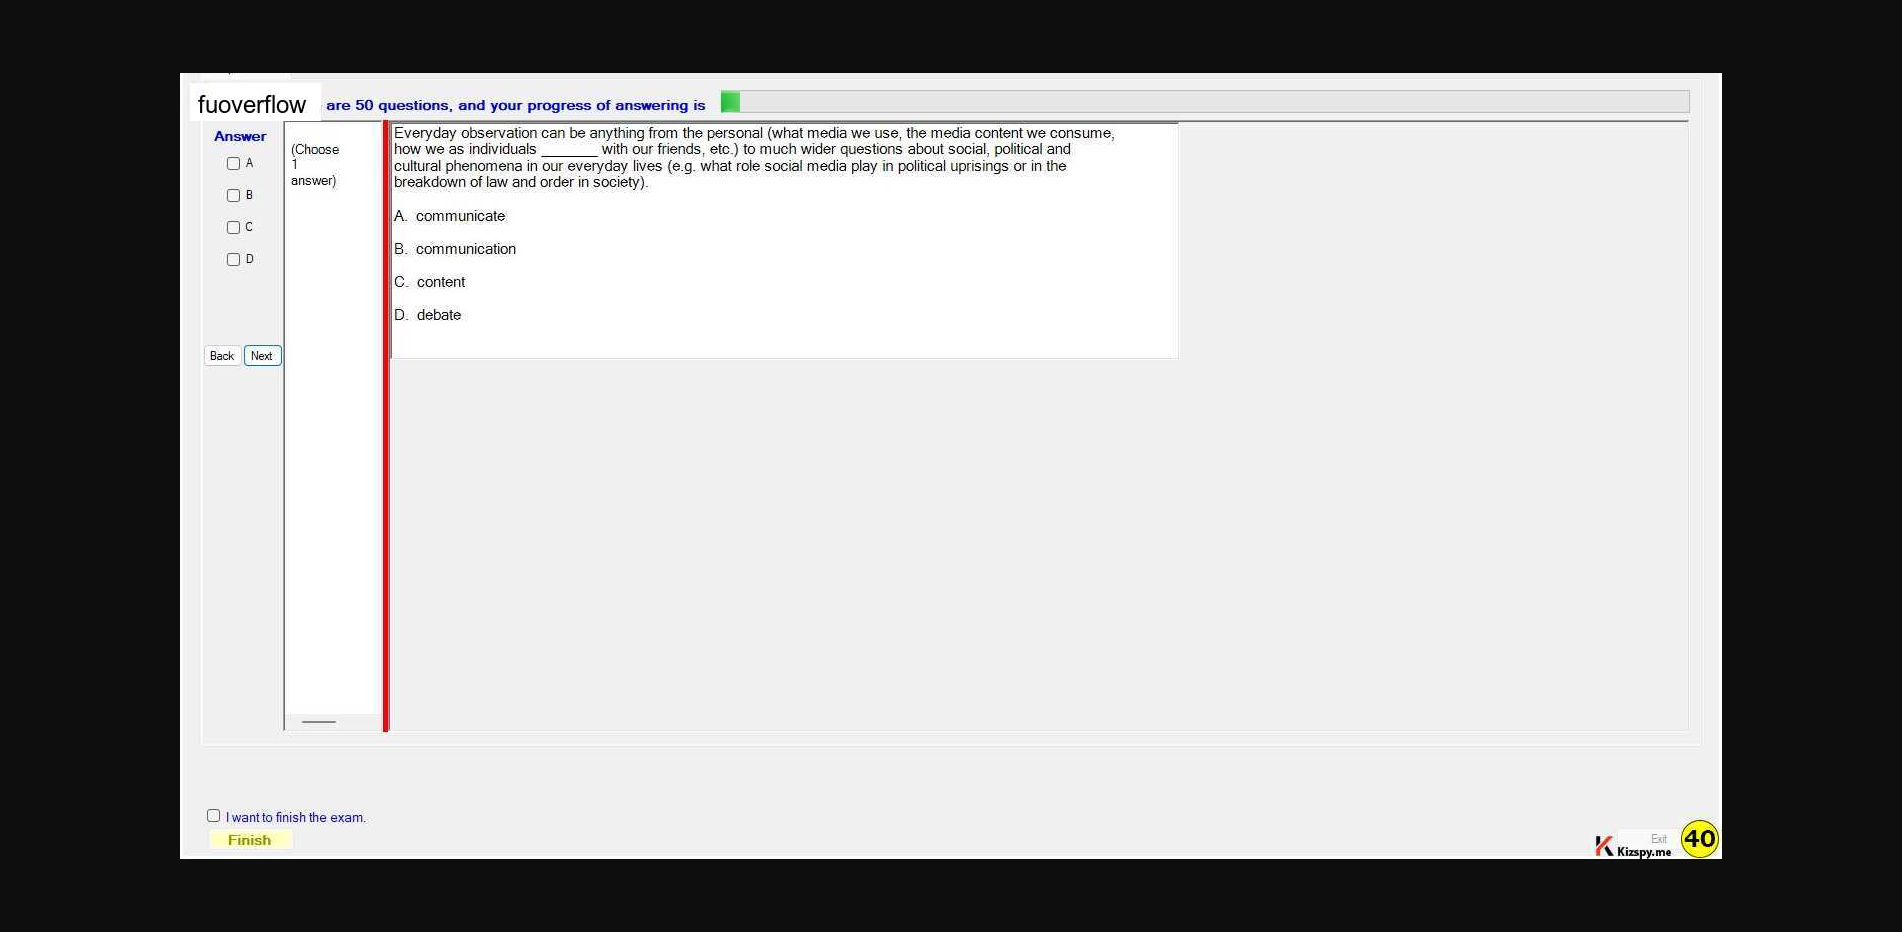 fuoverflow are 50 questions, and your progress of answering is
Answer
A
B
C
D
Back Next
(Choose
1
answer)
Everyday observation can be anything from the personal (what media we use, the media content we consume,
how we as individuals _______ with our friends, etc.) to much wider questions about social, political and
cultural phenomena in our everyday lives (e.g. what role social media play in political uprisings or in the
breakdown of law and order in society).
A. communicate
B. communication
C. content
D. debate
I want to finish the exam.
Finish
Kizspy.me
Exit
40